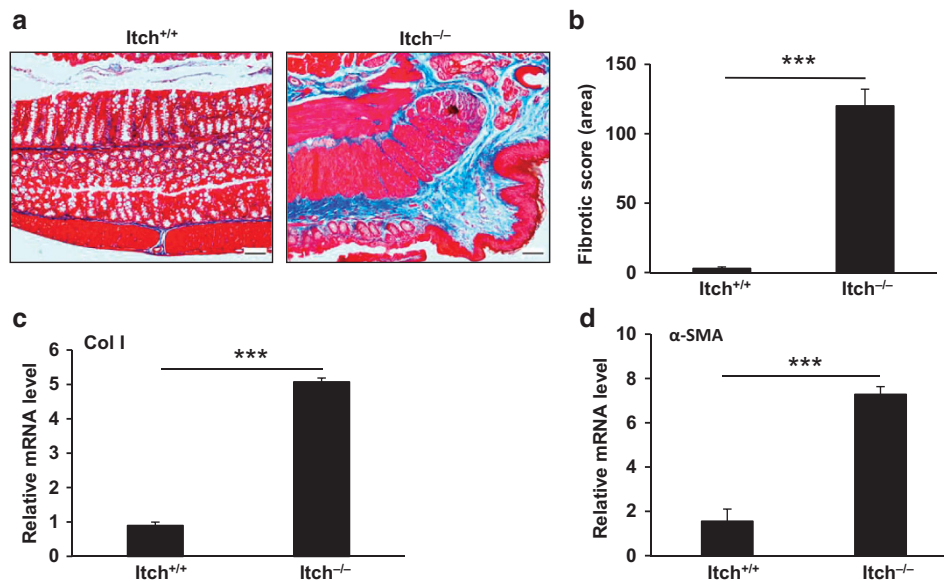 a
Itch+/+
Itch–/–
b
Fibrotic score (area)
150
100
50
0
***
Itch+/+
Itch–/–
c
Col I
Relative mRNA level
6
5
4
3
2
1
0
***
Itch+/+
Itch–/–
d
α-SMA
Relative mRNA level
10
8
6
4
2
0
***
Itch+/+
Itch–/–